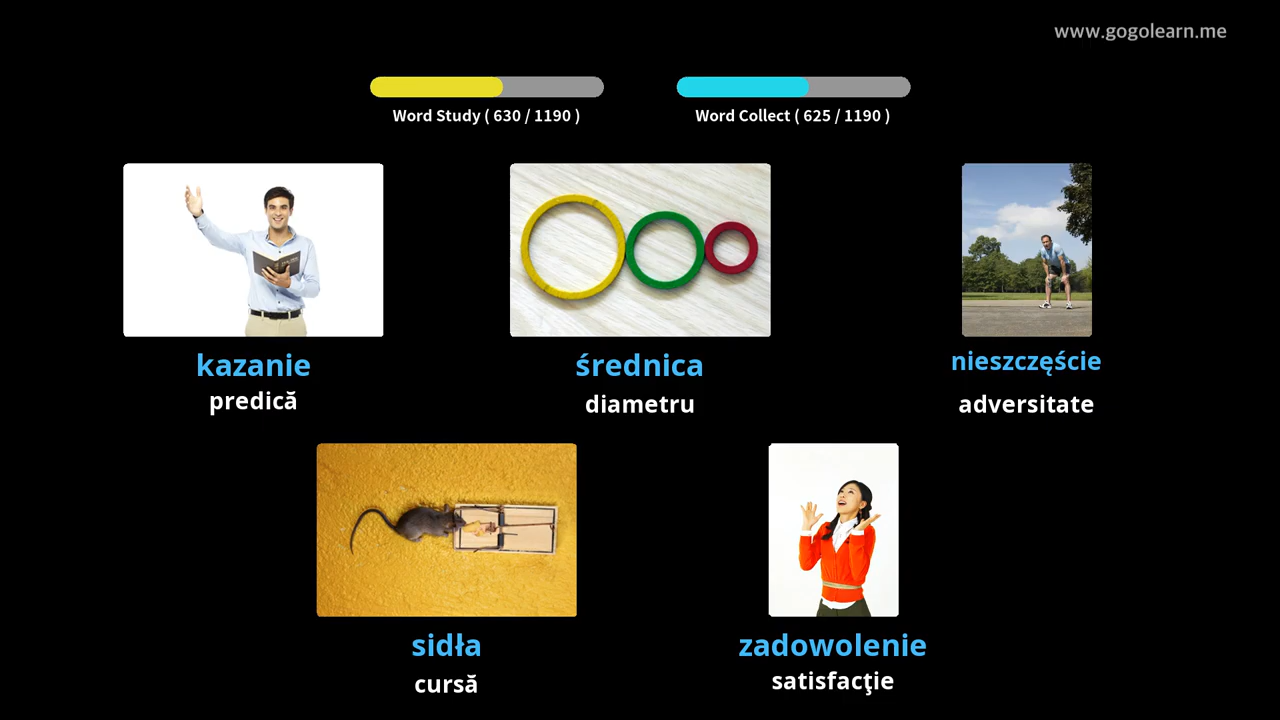 www.gogolearn.me
Word Study ( 630 / 1190 )
Word Collect ( 625 / 1190 )
kazanie
predică
średnica
diametru
nieszczęście
adversitate
sidła
cursă
zadowolenie
satisfacţie